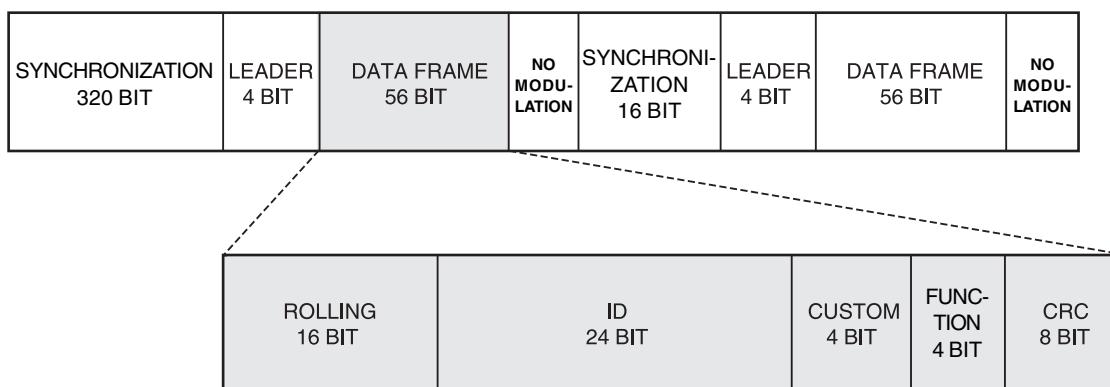 SYNCHRONIZATION
320 BIT
LEADER
4 BIT
DATA FRAME
56 BIT
NO
MODU-
LATION
SYNCHRONI-
ZATION
16 BIT
LEADER
4 BIT
DATA FRAME
56 BIT
NO
MODU-
LATION
ROLLING
16 BIT
ID
24 BIT
CUSTOM
4 BIT
FUNC-
TION
4 BIT
CRC
8 BIT